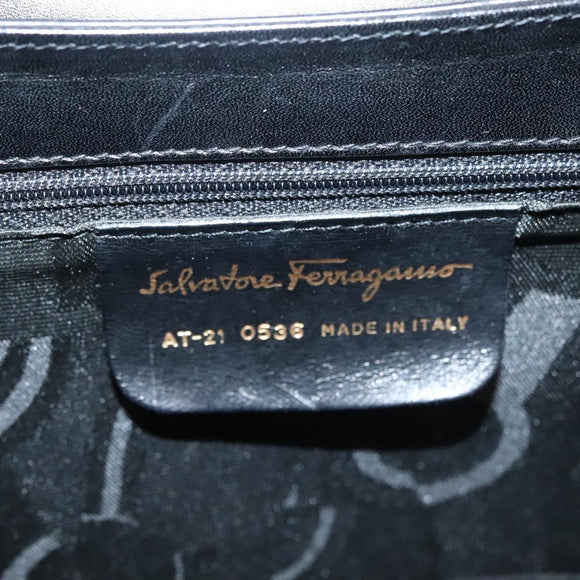 Salvatore Ferragamo
AT-21 0536 MADE IN ITALY